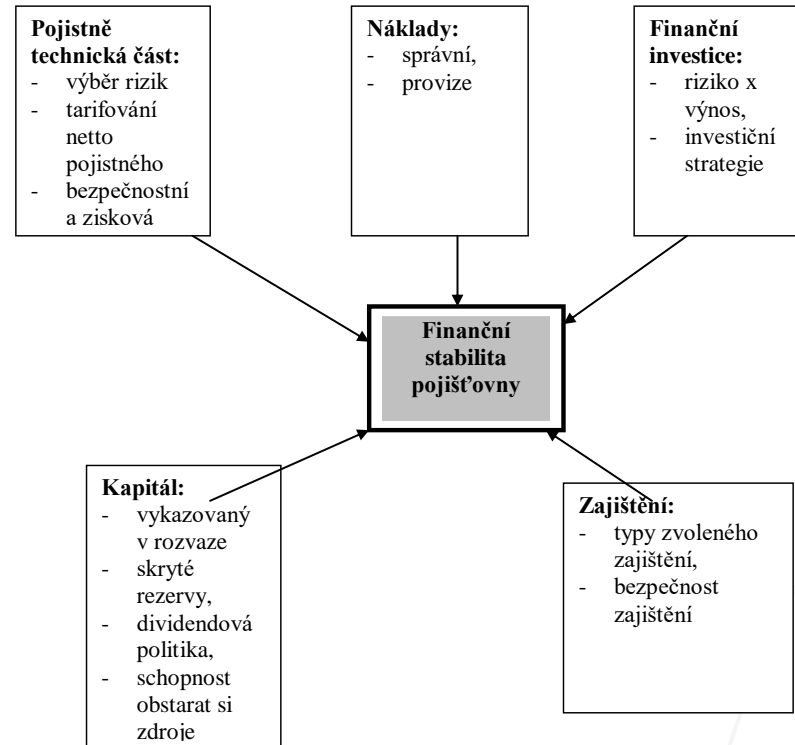 Pojistně
technická část:
- výběr rizik
- tarifování
netto
pojistného
- bezpečnostní
a zisková
Náklady:
- správní,
- provize
Finanční
investice:
- riziko x
výnos,
- investiční
strategie
Finanční
stabilita
pojišťovny
Kapitál:
- vykazovaný
v rozvaze
- skryté
rezervy,
- dividendová
politika,
- schopnost
obstarat si
zdroje
Zajištění:
- typy zvoleného
zajištění,
- bezpečnost
zajištění